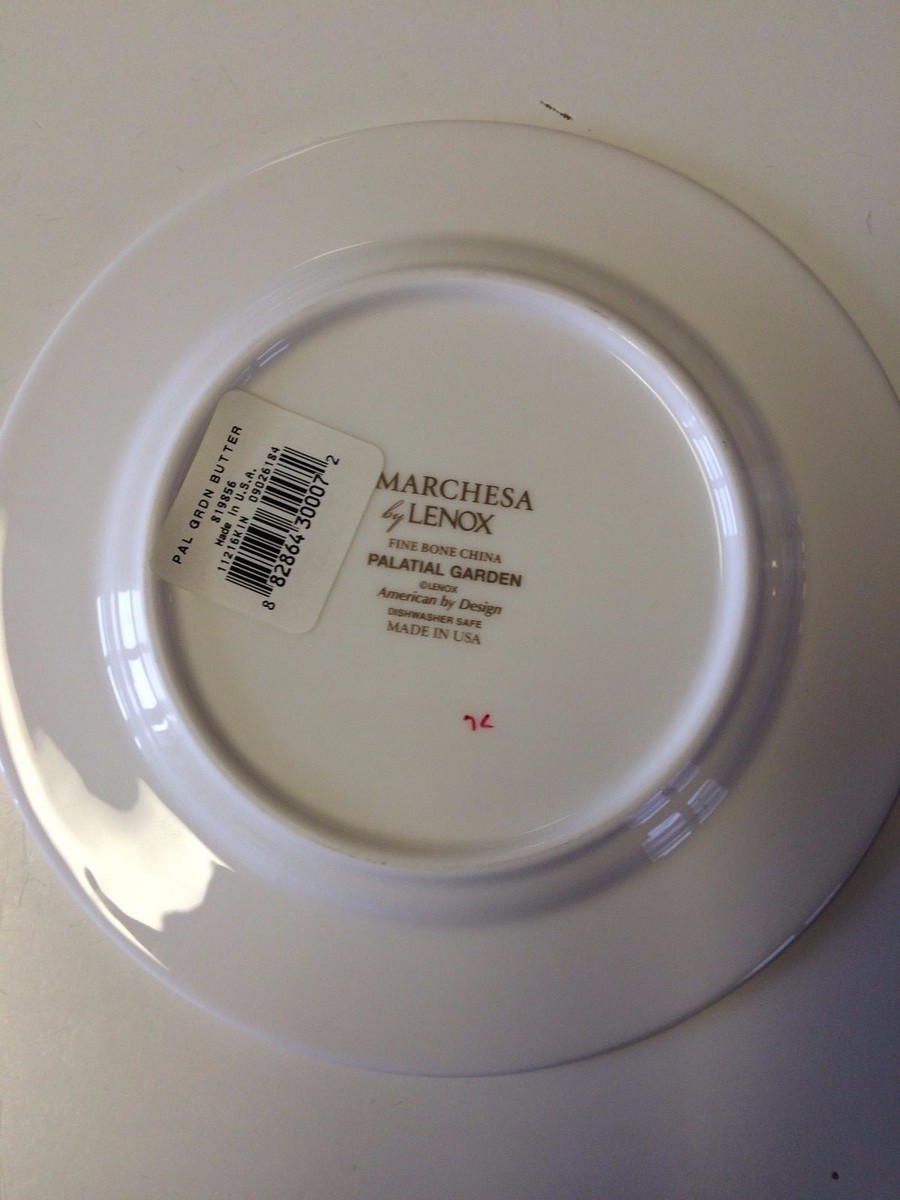 PAL GRDN BUTTER
819856
Made in U.S.A.
11216KIN 09026184
8 82864 30007 2
MARCHESA
by LENOX
FINE BONE CHINA
PALATIAL GARDEN
©LENOX
American by Design
DISHWASHER SAFE
MADE IN USA